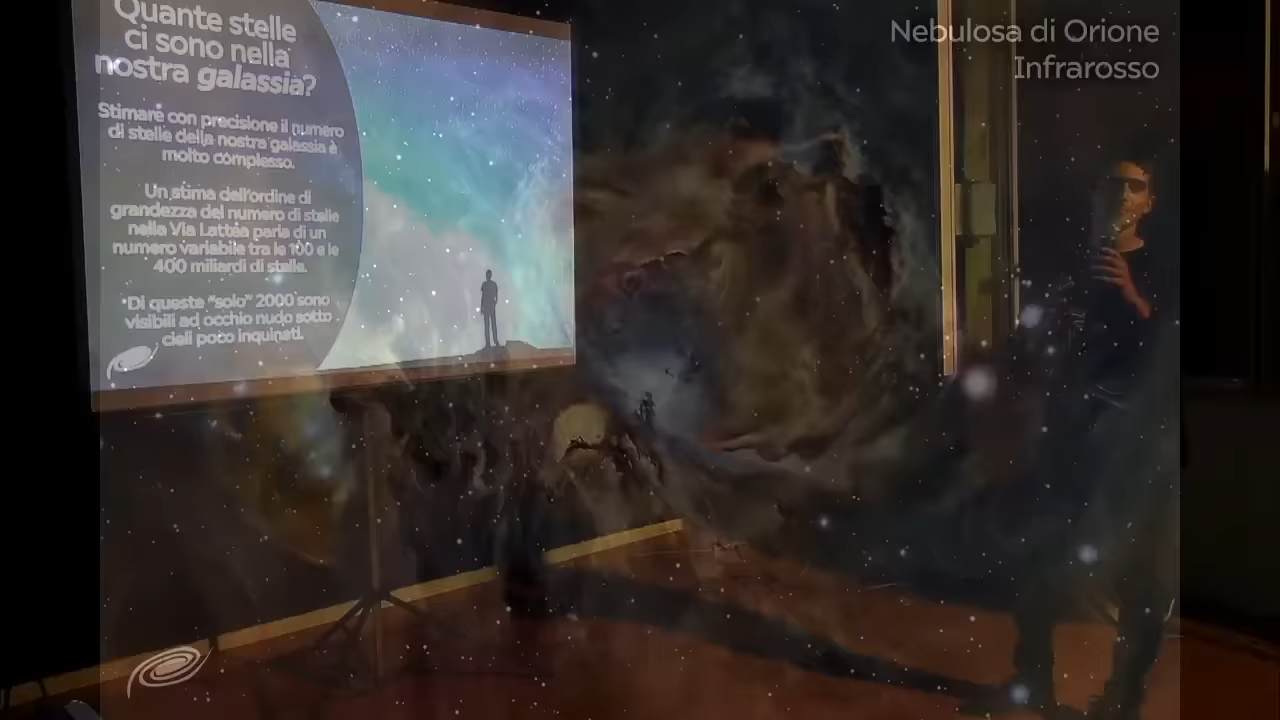 Quante stelle
ci sono nella
nostra galassia?
Stimare con precisione il numero
di stelle della nostra galassia è
molto complesso.
Un stima dell'ordine di
grandezza del numero di stelle
nella Via Lattea parla di un
numero variabile tra le 100 e le
400 miliardi di stelle.
Di queste "solo" 2000 sono
visibili ad occhio nudo sotto
cieli poco inquinati.
Nebulosa di Orione
Infrarosso